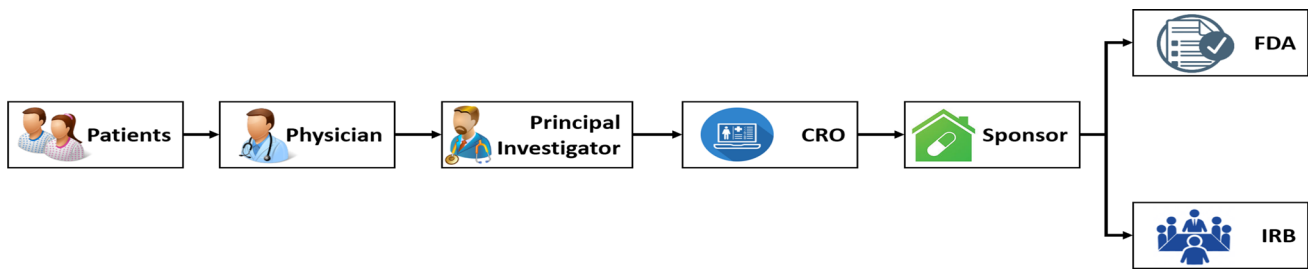 Patients
Physician
Principal
Investigator
CRO
Sponsor
FDA
IRB